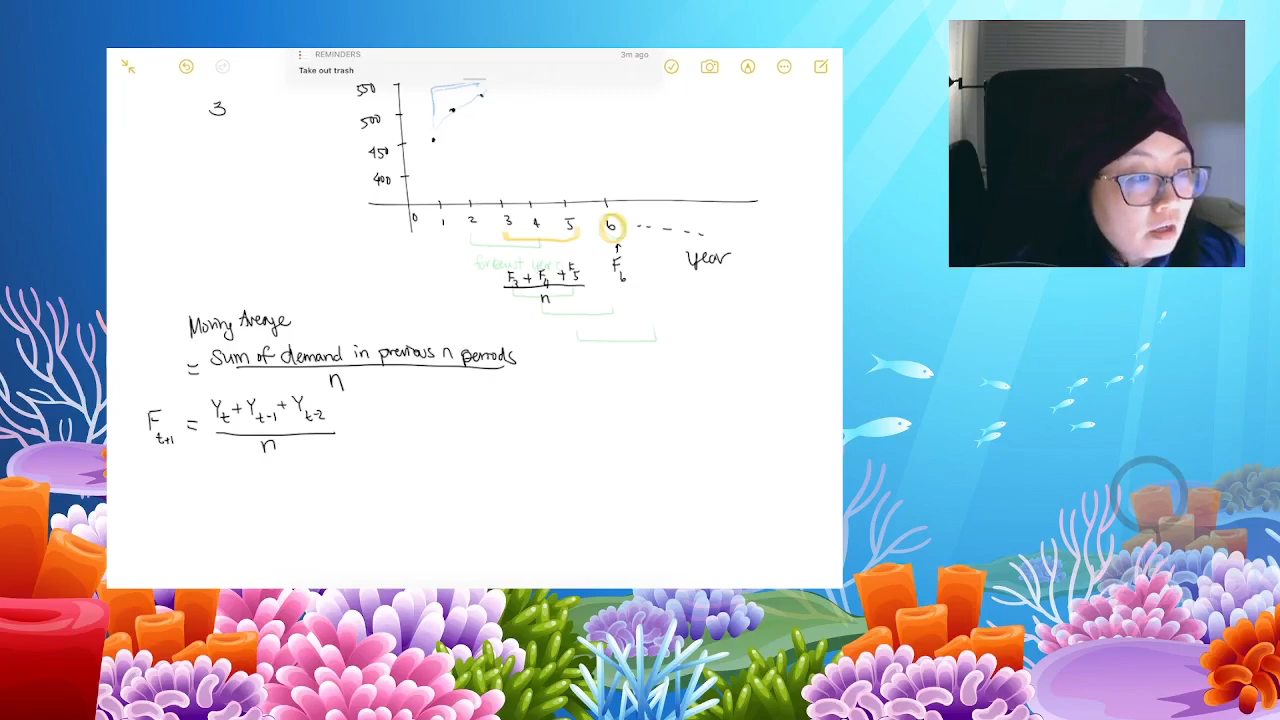 REMINDERS 3m ago
Take out trash
550
3
500
450
400
0 1 2 3 4 5 6 - - - -
year
forecast years
F3 + F4 + F5
n
F6
Moving Average
= Sum of demand in previous n periods
n
Ft+1 = Yt + Yt-1 + Yt-2
n